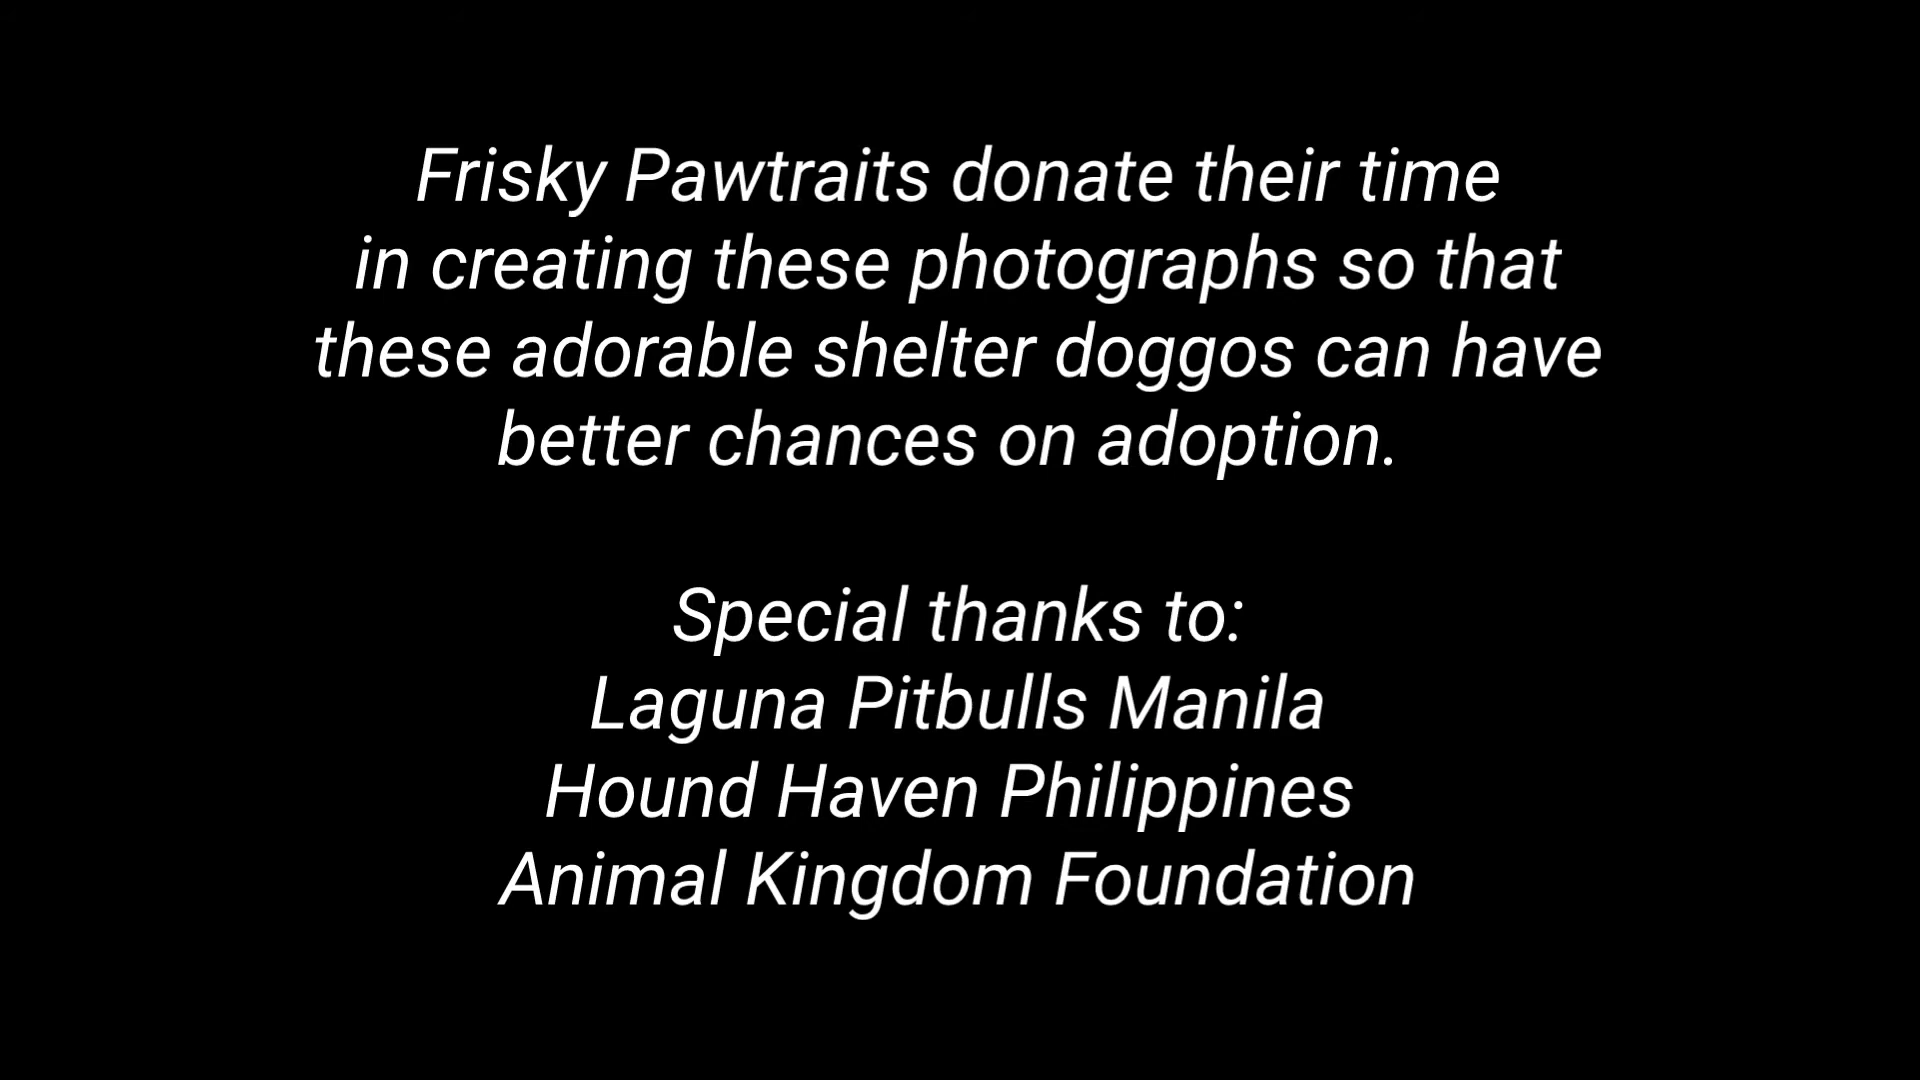 Frisky Pawtraits donate their time
in creating these photographs so that
these adorable shelter doggos can have
better chances on adoption.
Special thanks to:
Laguna Pitbulls Manila
Hound Haven Philippines
Animal Kingdom Foundation